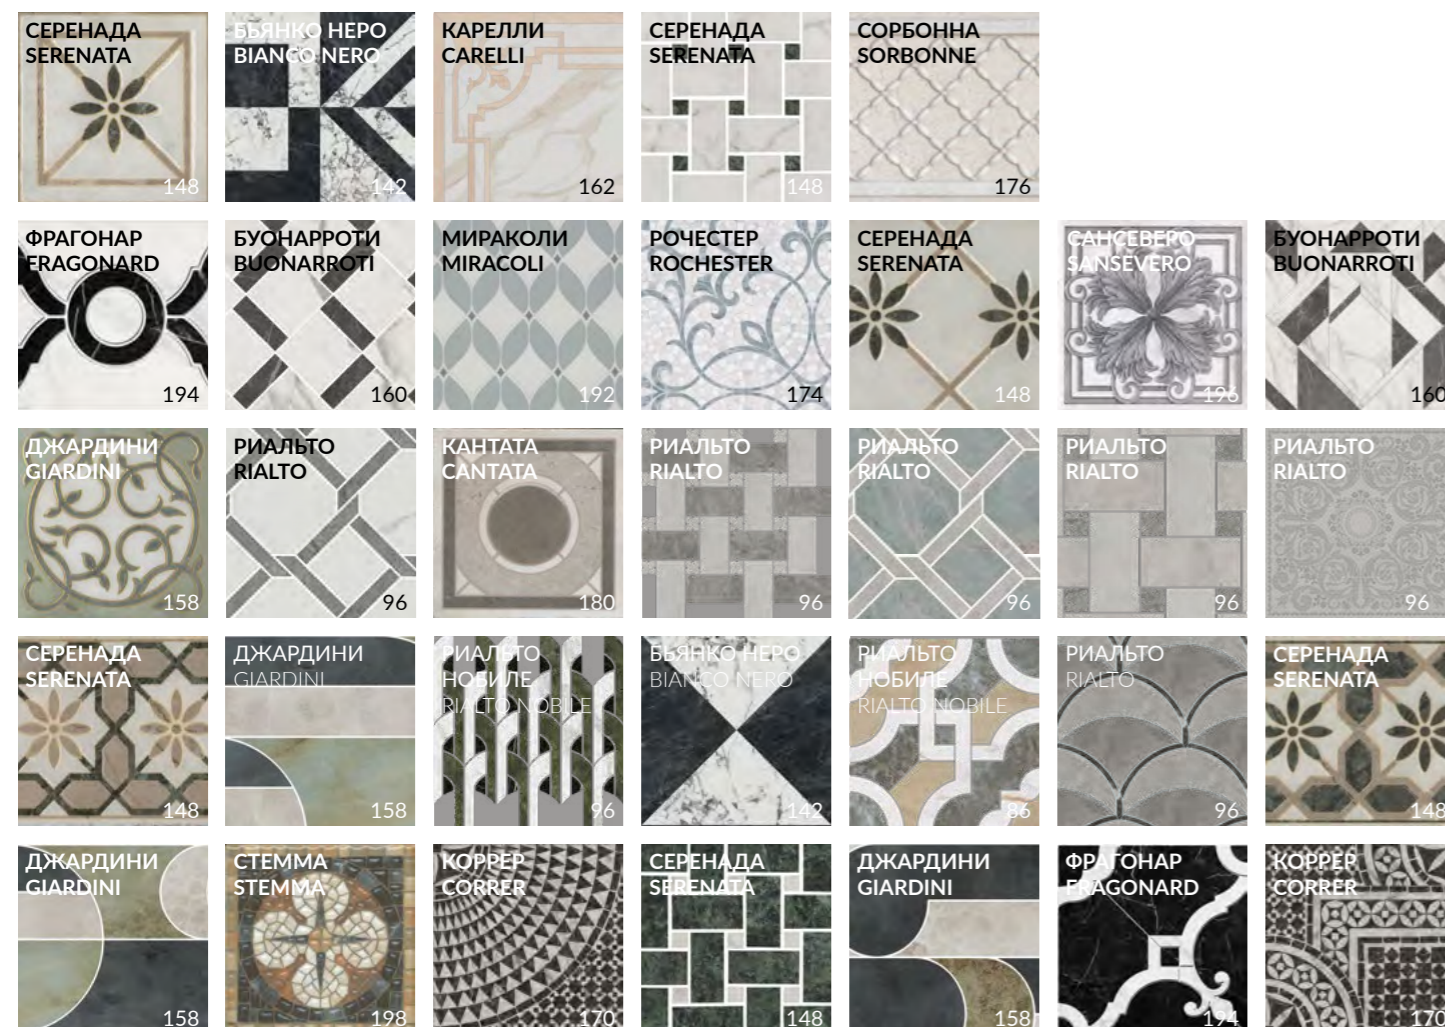 СЕРЕНАДА
SERENATA
148
БЬЯНКО НЕРО
BIANCO NERO
142
КАРЕЛЛИ
CARELLI
162
СЕРЕНАДА
SERENATA
148
СОРБОННА
SORBONNE
176
ФРАГОНАР
FRAGONARD
194
БУОНАРРОТИ
BUONARROTI
160
МИРАКОЛИ
MIRACOLI
192
РОЧЕСТЕР
ROCHESTER
174
СЕРЕНАДА
SERENATA
148
САНСЕВЕРО
SANSEVERO
196
БУОНАРРОТИ
BUONARROTI
160
ДЖАРДИНИ
GIARDINI
158
РИАЛЬТО
RIALTO
96
КАНТАТА
CANTATA
180
РИАЛЬТО
RIALTO
96
РИАЛЬТО
RIALTO
96
РИАЛЬТО
RIALTO
96
РИАЛЬТО
RIALTO
96
СЕРЕНАДА
SERENATA
148
ДЖАРДИНИ
GIARDINI
158
РИАЛЬТО
НОБИЛЕ
RIALTO NOBILE
96
БЬЯНКО НЕРО
BIANCO NERO
142
РИАЛЬТО
НОБИЛЕ
RIALTO NOBILE
86
РИАЛЬТО
RIALTO
96
СЕРЕНАДА
SERENATA
148
ДЖАРДИНИ
GIARDINI
158
СТЕММА
STEMMA
198
КОРРЕР
CORRER
170
СЕРЕНАДА
SERENATA
148
ДЖАРДИНИ
GIARDINI
158
ФРАГОНАР
FRAGONARD
194
КОРРЕР
CORRER
170